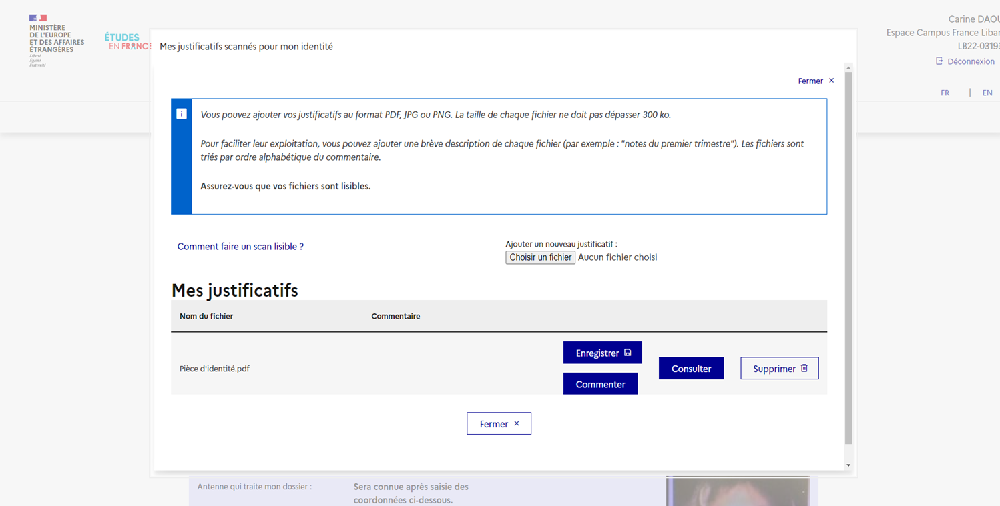 MINISTÈRE
DE L'EUROPE
ET DES AFFAIRES
ÉTRANGÈRES
Liberté
Égalité
Fraternité
ÉTUDES
EN FRANCE
Carine DAOU
Espace Campus France Liban
LB22-03193
Déconnexion
FR | EN
Mes justificatifs scannés pour mon identité
Fermer ×
i
Vous pouvez ajouter vos justificatifs au format PDF, JPG ou PNG. La taille de chaque fichier ne doit pas dépasser 300 ko.
Pour faciliter leur exploitation, vous pouvez ajouter une brève description de chaque fichier (par exemple : "notes du premier trimestre"). Les fichiers sont
triés par ordre alphabétique du commentaire.
Assurez-vous que vos fichiers sont lisibles.
Comment faire un scan lisible ?
Ajouter un nouveau justificatif :
Choisir un fichier Aucun fichier choisi
Mes justificatifs
Nom du fichier Commentaire
Pièce d'identité.pdf
Enregistrer
Commenter
Consulter
Supprimer
Fermer ×
Antenne qui traite mon dossier :
Sera connue après saisie des
coordonnées ci-dessous.